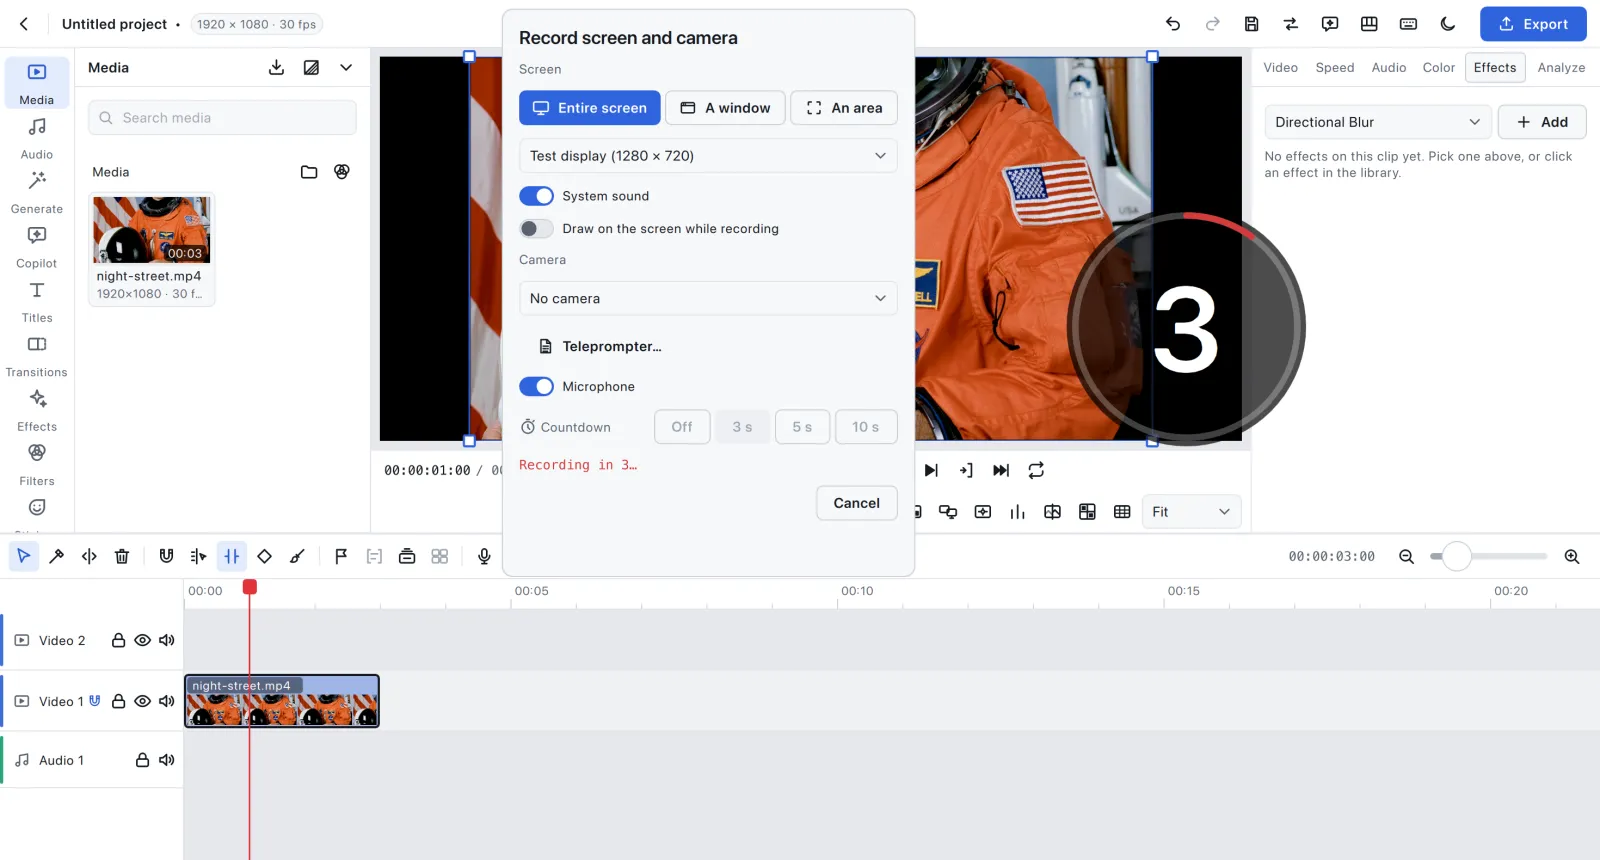 Untitled project •
1920 × 1080 · 30 fps
Export
Media
Audio
Generate
Copilot
Titles
Transitions
Effects
Filters
Media
Search media
Media
00:03
night-street.mp4
1920×1080 · 30 f...
Record screen and camera
Screen
Entire screen
A window
An area
Test display (1280 × 720)
System sound
Draw on the screen while recording
Camera
No camera
Teleprompter...
Microphone
Countdown
Off
3 s
5 s
10 s
Recording in 3…
Cancel
USA
3
Video
Speed
Audio
Color
Effects
Analyze
Directional Blur
Add
No effects on this clip yet. Pick one above, or click
an effect in the library.
00:00:01:00 /
Fit
00:00:03:00
00:00
00:05
00:10
00:15
00:20
Video 2
Video 1
night-street.mp4
Audio 1